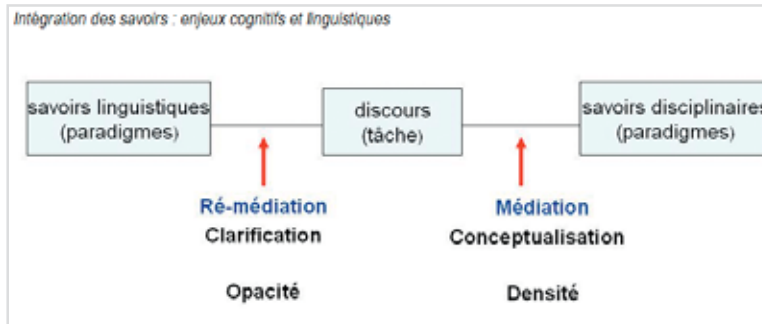 Intégration des savoirs : enjeux cognitifs et linguistiques
savoirs linguistiques
(paradigmes)
discours
(tâche)
savoirs disciplinaires
(paradigmes)
Ré-médiation
Clarification
Opacité
Médiation
Conceptualisation
Densité